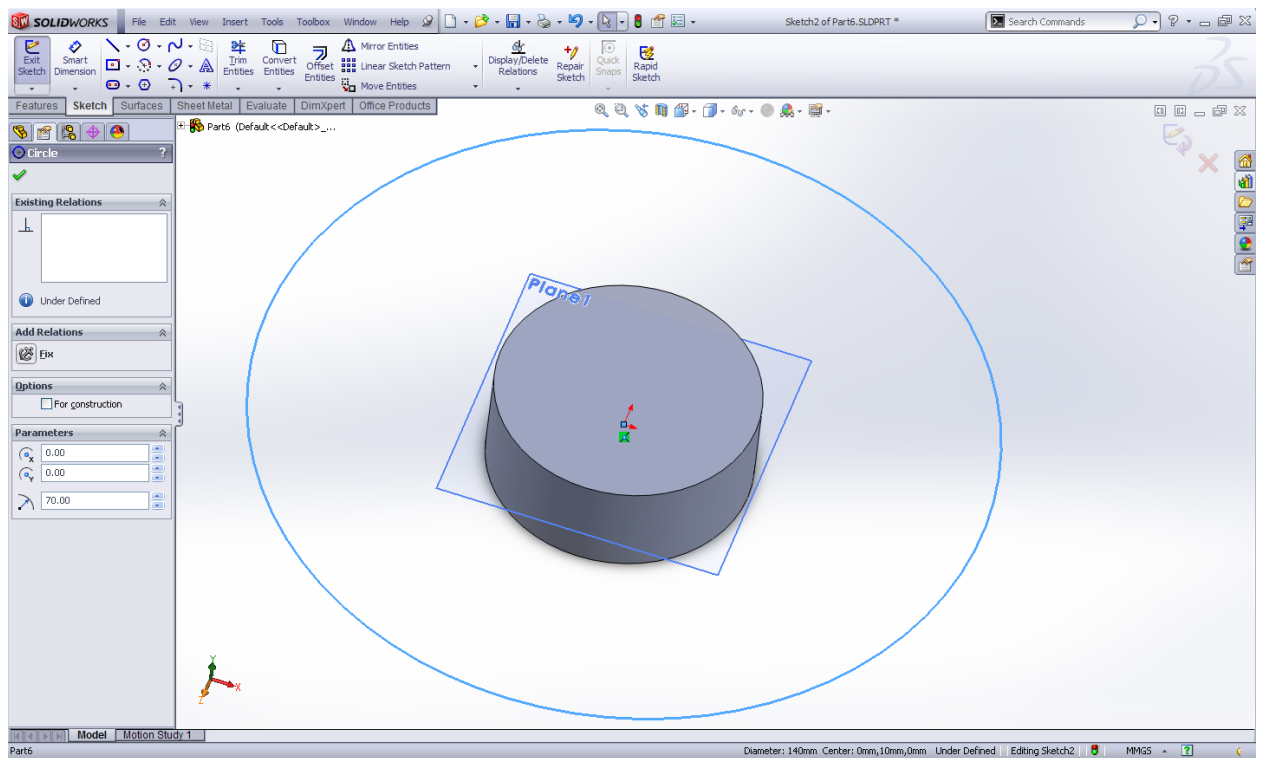 SOLIDWORKS File Edit View Insert Tools Toolbox Window Help Sketch2 of Part6.SLDPRT * Search Commands
Exit Sketch Smart Dimension Trim Entities Convert Entities Offset Entities Mirror Entities Linear Sketch Pattern Move Entities Display/Delete Relations Repair Sketch Quick Snaps Rapid Sketch
Features Sketch Surfaces Sheet Metal Evaluate DimXpert Office Products
Part6 (Default<<Default>_...
Circle ?
Existing Relations
Under Defined
Add Relations
Fix
Options
For construction
Parameters
0.00
0.00
70.00
Plane1
Y
X
Z
Model Motion Study 1
Part6 Diameter: 140mm Center: 0mm,10mm,0mm Under Defined Editing Sketch2 MMGS ?